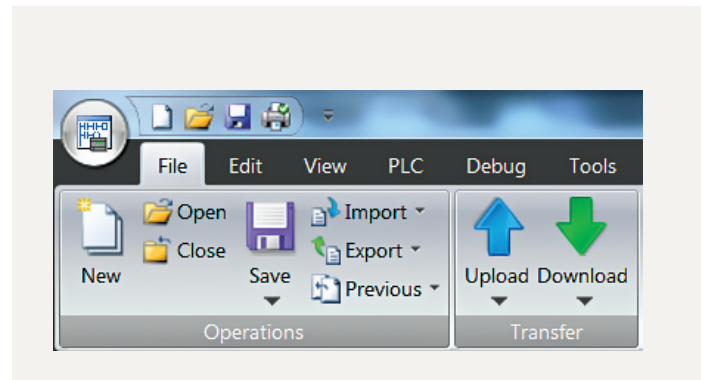 File Edit View PLC Debug Tools
New
Open
Close
Save
Import
Export
Previous
Operations
Upload Download
Transfer